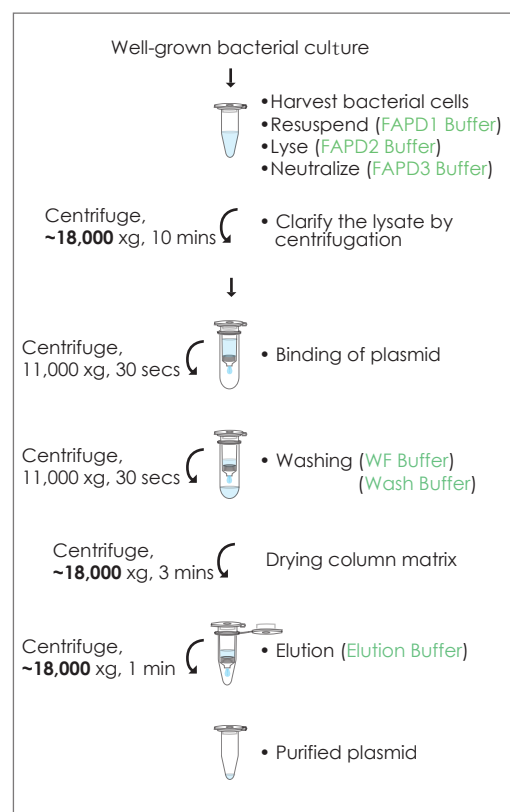 Well-grown bacterial culture
•Harvest bacterial cells
•Resuspend (FAPD1 Buffer)
•Lyse (FAPD2 Buffer)
•Neutralize (FAPD3 Buffer)
Centrifuge,
~18,000 xg, 10 mins
• Clarify the lysate by
centrifugation
Centrifuge,
11,000 xg, 30 secs
• Binding of plasmid
Centrifuge,
11,000 xg, 30 secs
• Washing (WF Buffer)
(Wash Buffer)
Centrifuge,
~18,000 xg, 3 mins
Drying column matrix
Centrifuge,
~18,000 xg, 1 min
• Elution (Elution Buffer)
• Purified plasmid